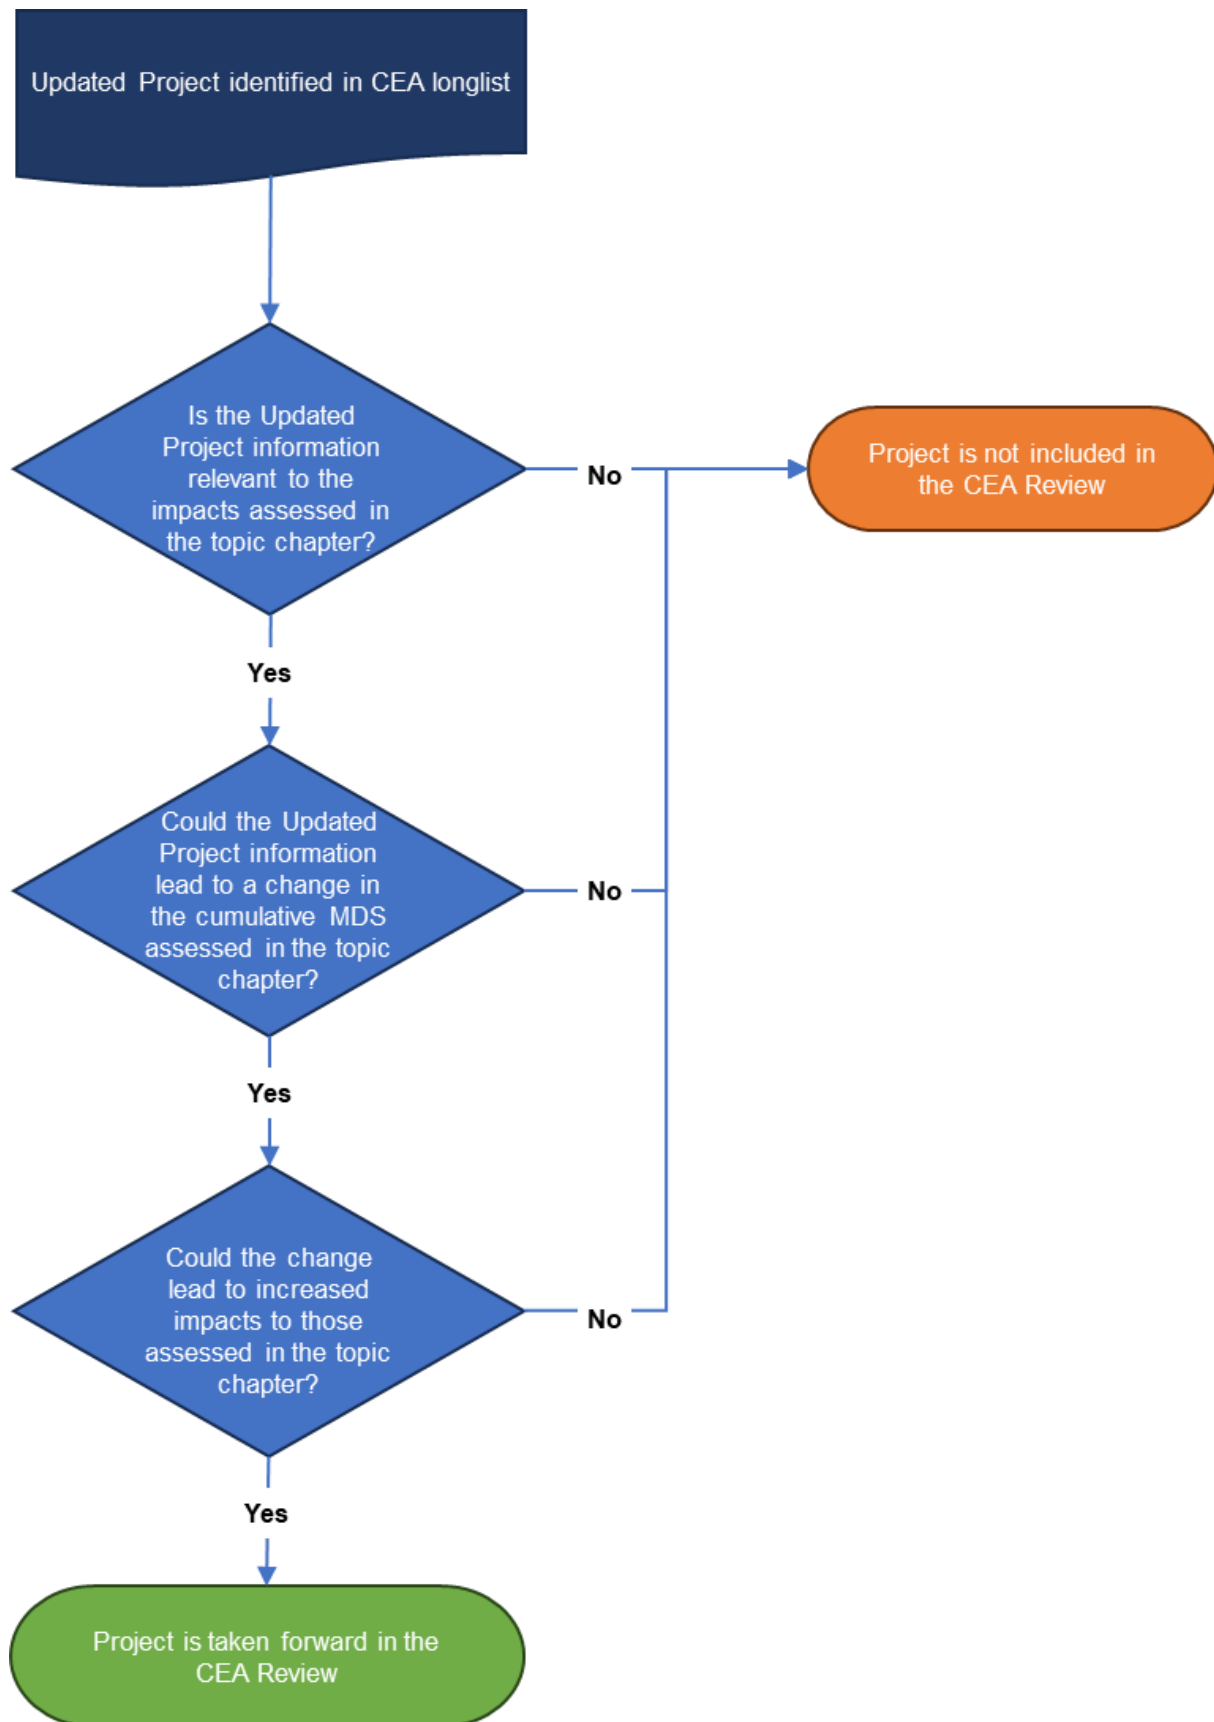 Updated Project identified in CEA longlist
Is the Updated
Project information
relevant to the
impacts assessed in
the topic chapter?
No
Project is not included in
the CEA Review
Yes
Could the Updated
Project information
lead to a change in
the cumulative MDS
assessed in the topic
chapter?
No
Yes
Could the change
lead to increased
impacts to those
assessed in the topic
chapter?
No
Yes
Project is taken forward in the
CEA Review